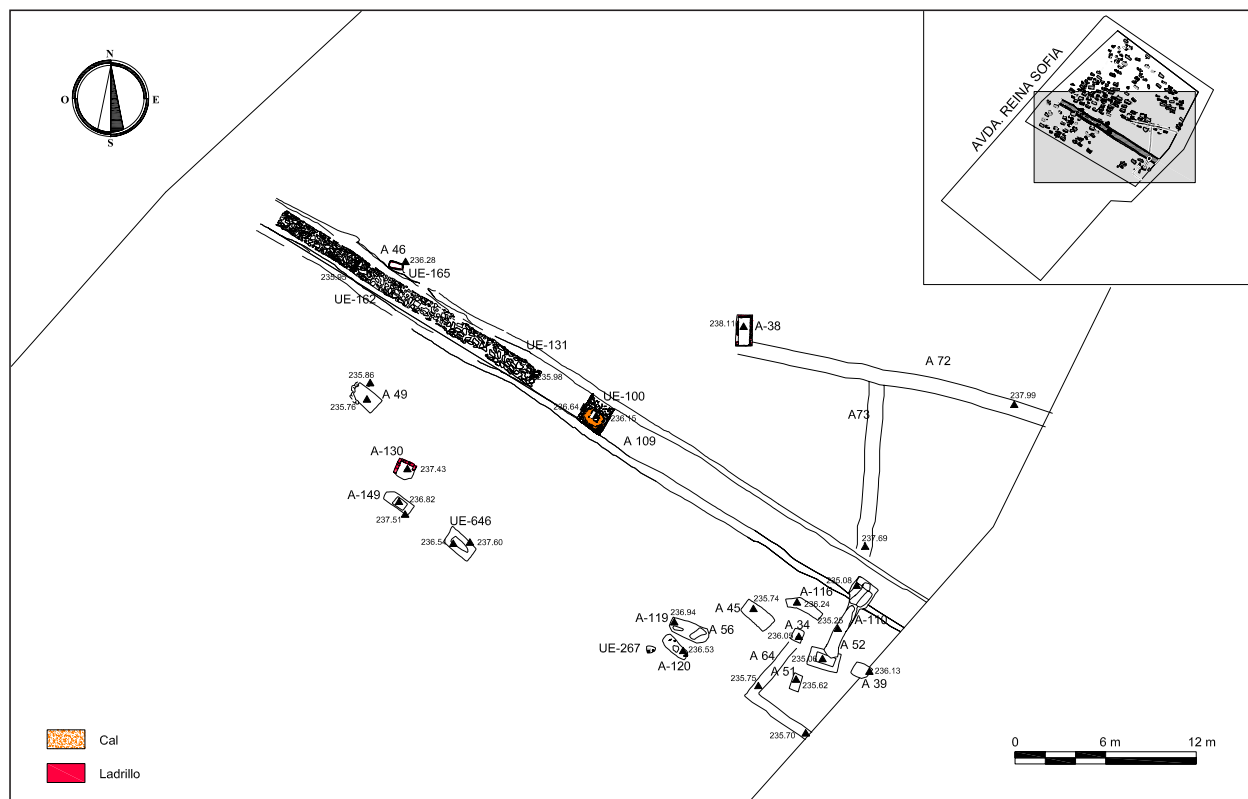 N
O
E
S
AVDA. REINA SOFIA
A 46
236.28
UE-165
235.95
UE-162
UE-131
235.98
238.11
A-38
A 72
237.99
A73
235.86
235.76
A 49
UE-100
236.64
236.15
A 109
A-130
237.43
A-149
236.82
237.51
UE-646
236.54
237.60
237.69
235.08
A-116
236.24
A 45
235.74
A-110
A-119
236.94
A 56
A 34
236.09
235.25
A 52
UE-267
236.53
A-120
A 64
235.06
A 51
235.62
236.13
A 39
235.75
235.70
Cal
Ladrillo
0 6 m 12 m